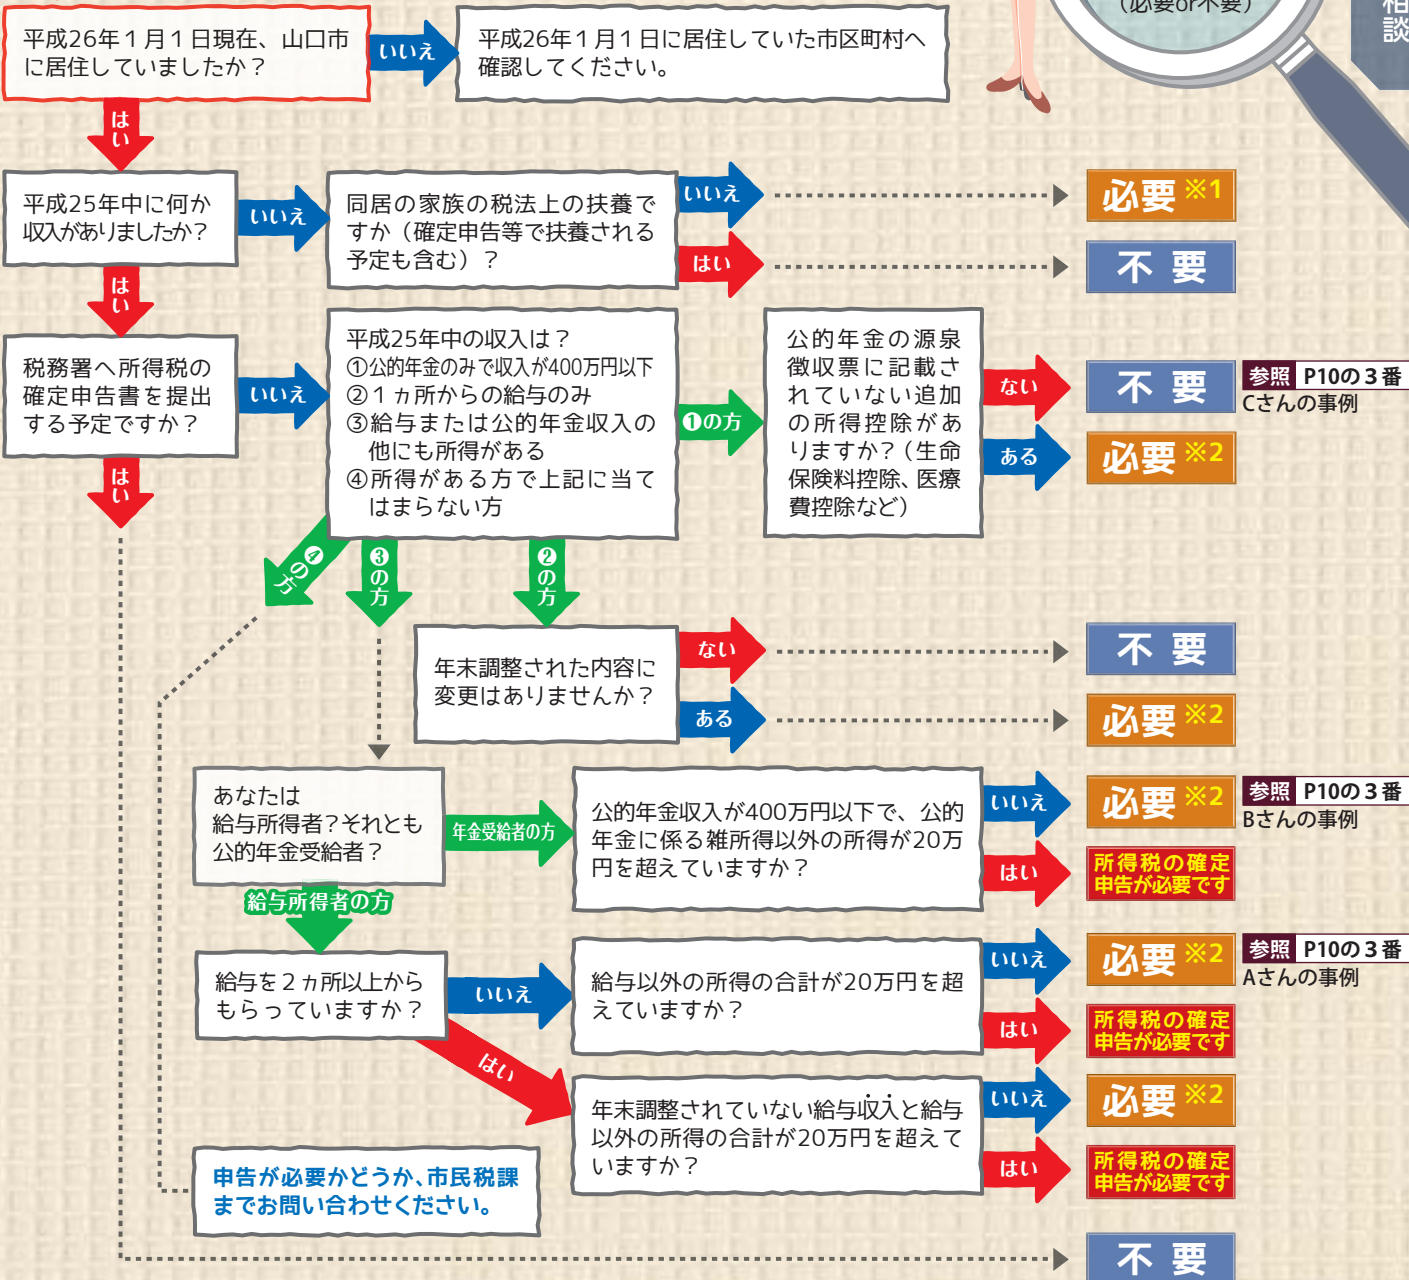 (必要or不要)
相談
平成26年1月1日現在、山口市
に居住していましたか？
いいえ
平成26年1月1日に居住していた市区町村へ
確認してください。
はい
平成25年中に何か
収入がありましたか？
いいえ
同居の家族の税法上の扶養で
すか（確定申告等で扶養される
予定も含む）？
いいえ
必要※1
はい
不要
はい
税務署へ所得税の
確定申告書を提出
する予定ですか？
いいえ
平成25年中の収入は？
①公的年金のみで収入が400万円以下
②1ヵ所からの給与のみ
③給与または公的年金収入の
他にも所得がある
④所得がある方で上記に当て
はまらない方
❶の方
公的年金の源泉
徴収票に記載さ
れていない追加
の所得控除があ
りますか？（生命
保険料控除、医療
費控除など）
ない
不要
参照 P10の3番
Cさんの事例
ある
必要※2
はい
❹の方
❸の方
❷の方
年末調整された内容に
変更はありませんか？
ない
不要
ある
必要※2
あなたは
給与所得者？それとも
公的年金受給者？
年金受給者の方
公的年金収入が400万円以下で、公的
年金に係る雑所得以外の所得が20万
円を超えていますか？
いいえ
必要※2
参照 P10の3番
Bさんの事例
はい
所得税の確定
申告が必要です
給与所得者の方
給与を2ヵ所以上から
もらっていますか？
いいえ
給与以外の所得の合計が20万円を超
えていますか？
いいえ
必要※2
参照 P10の3番
Aさんの事例
はい
所得税の確定
申告が必要です
はい
年末調整されていない給与収入と給与
以外の所得の合計が20万円を超えて
いますか？
いいえ
必要※2
はい
所得税の確定
申告が必要です
申告が必要かどうか、市民税課
までお問い合わせください。
不要